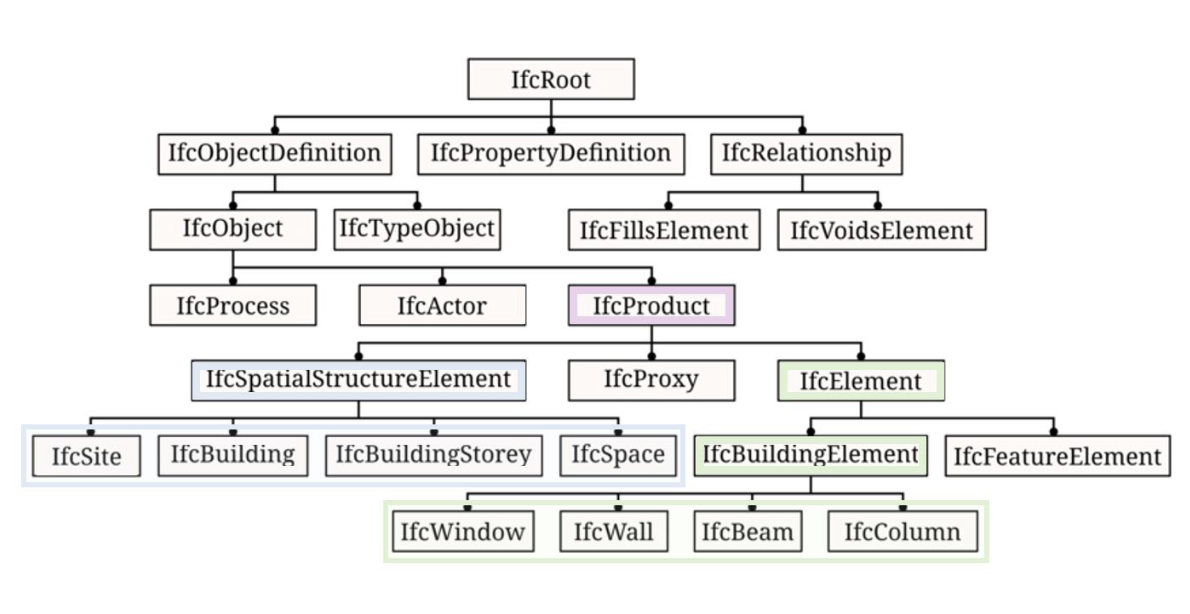 IfcRoot
IfcObjectDefinition IfcPropertyDefinition IfcRelationship
IfcObject IfcTypeObject IfcFillsElement IfcVoidsElement
IfcProcess IfcActor IfcProduct
IfcSpatialStructureElement IfcProxy IfcElement
IfcSite IfcBuilding IfcBuildingStorey IfcSpace IfcBuildingElement IfcFeatureElement
IfcWindow IfcWall IfcBeam IfcColumn